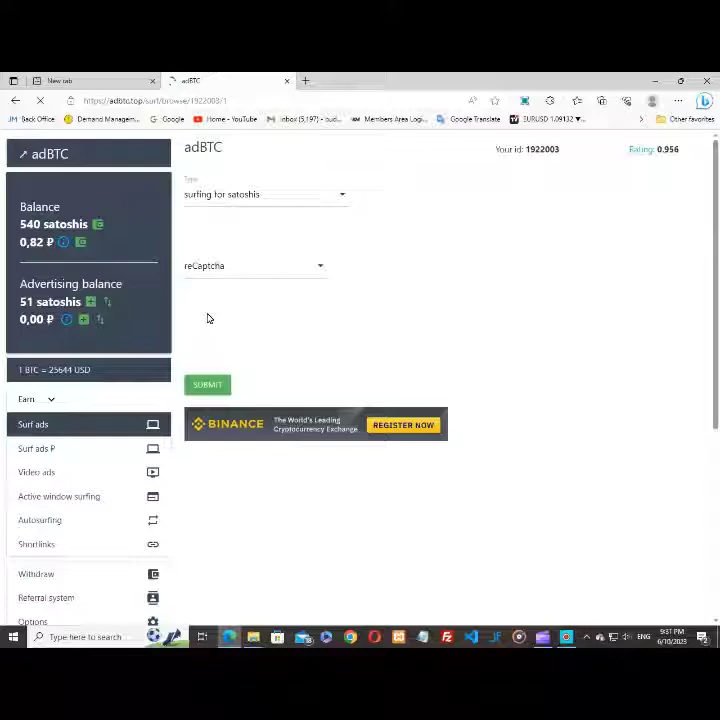 New tab
adBTC
https://adbtc.top/surf/browse/1922003/1
Back Office
Demand Managem...
Google
Home - YouTube
Inbox (5,197) - bud...
Members Area Logi...
Google Translate
EURUSD 1.09132 ▼...
Other favorites
adBTC
adBTC
Your id: 1922003
Rating: 0.956
Type
surfing for satoshis
Balance
540 satoshis
0,82 ₽
reCaptcha
Advertising balance
51 satoshis
0,00 ₽
1 BTC = 25644 USD
SUBMIT
Earn
BINANCE
The World's Leading
Cryptocurrency Exchange
REGISTER NOW
Surf ads
Surf ads ₽
Video ads
Active window surfing
Autosurfing
Shortlinks
Withdraw
Referral system
Options
Type here to search
ENG
9:31 PM
6/10/2023